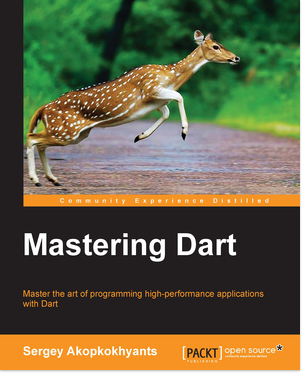 Community Experience Distilled
Mastering Dart
Master the art of programming high-performance applications
with Dart
Sergey Akopkokhyants
[PACKT] open source*
PUBLISHING